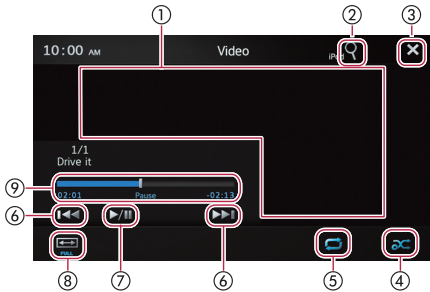 ① ② ③
10:00 AM Video iPod
1/1
Drive it
⑨
02:01 Pause -02:13
⑥
FULL
⑧ ⑦ ⑥ ⑤ ④